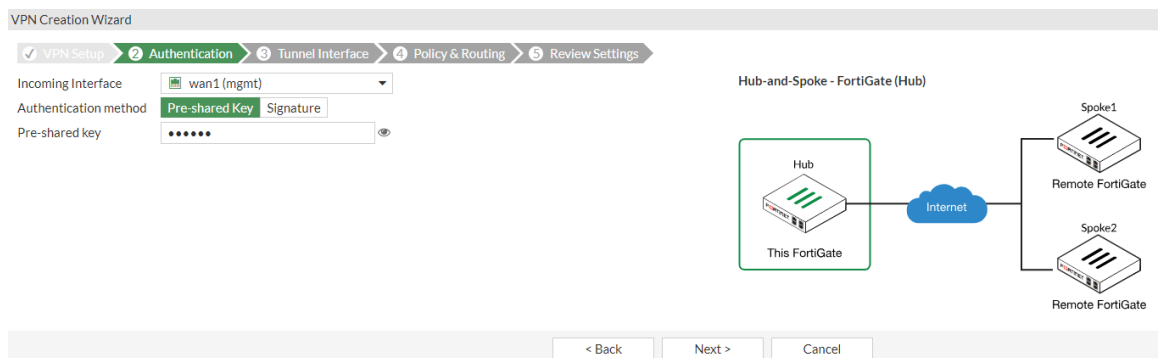 VPN Creation Wizard
VPN Setup 2 Authentication 3 Tunnel Interface 4 Policy & Routing 5 Review Settings
Incoming Interface wan1 (mgmt)
Authentication method Pre-shared Key Signature
Pre-shared key ••••••
Hub-and-Spoke - FortiGate (Hub)
Spoke1
Remote FortiGate
Hub
This FortiGate
Internet
Spoke2
Remote FortiGate
< Back Next > Cancel